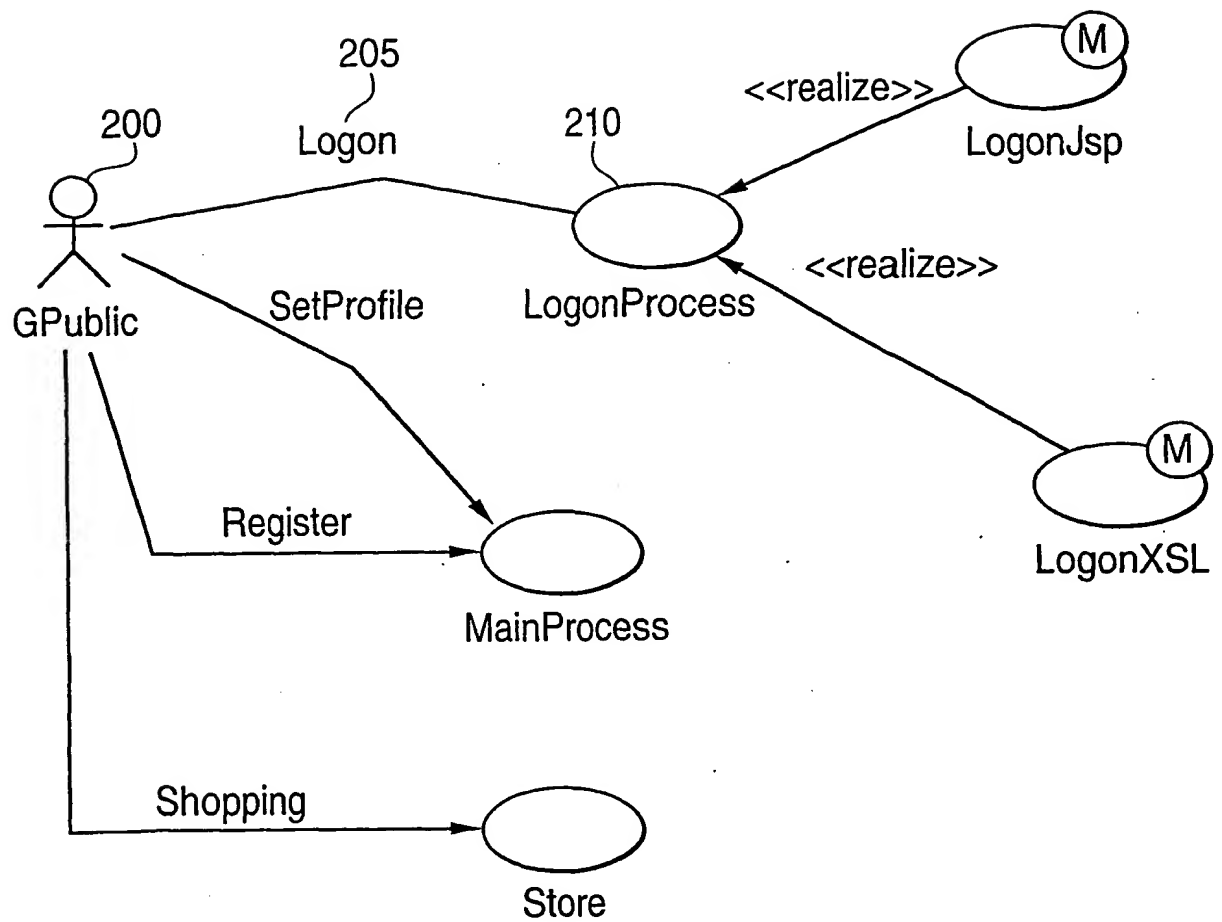 M
205
<<realize>>
200
210
Logon
LogonJsp
<<realize>>
SetProfile
LogonProcess
GPublic
M
Register
LogonXSL
MainProcess
Shopping
Store